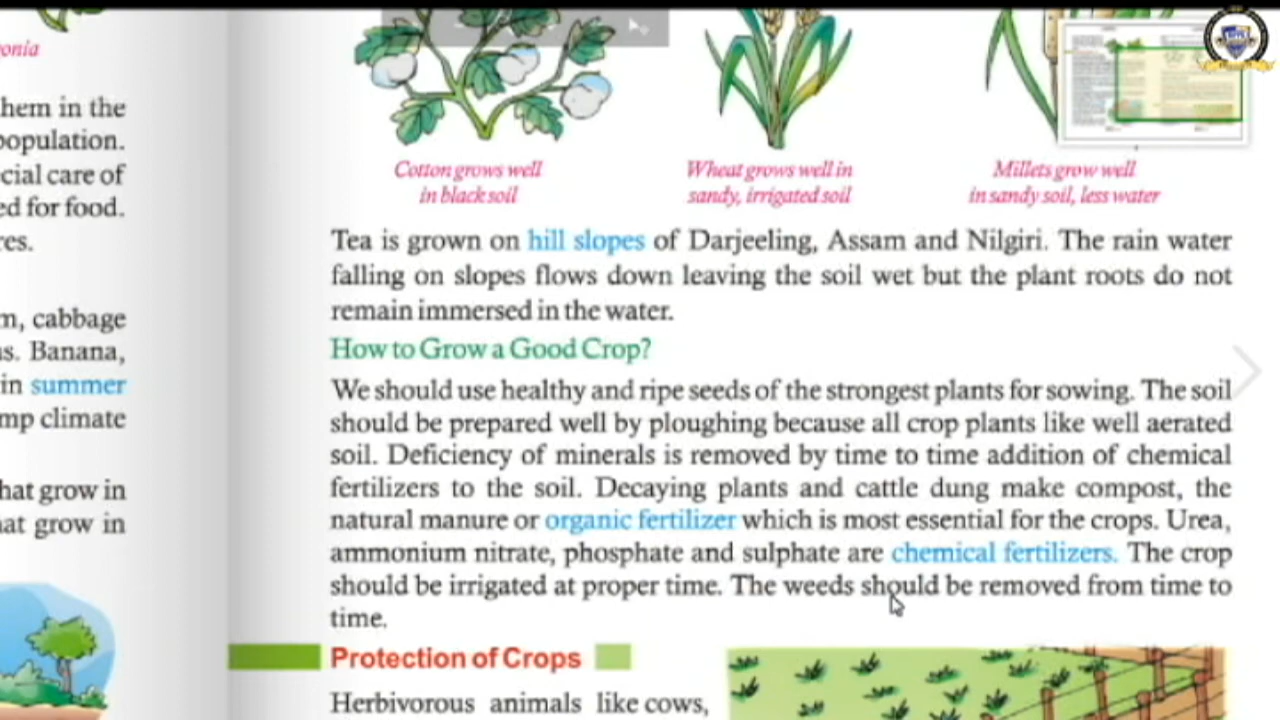 onia
hem in the
population.
cial care of
ed for food.
res.
m, cabbage
s. Banana,
in summer
mp climate
hat grow in
at grow in
Cotton grows well
in black soil
Wheat grows well in
sandy, irrigated soil
Millets grow well
in sandy soil, less water
Tea is grown on hill slopes of Darjeeling, Assam and Nilgiri. The rain water
falling on slopes flows down leaving the soil wet but the plant roots do not
remain immersed in the water.
How to Grow a Good Crop?
We should use healthy and ripe seeds of the strongest plants for sowing. The soil
should be prepared well by ploughing because all crop plants like well aerated
soil. Deficiency of minerals is removed by time to time addition of chemical
fertilizers to the soil. Decaying plants and cattle dung make compost, the
natural manure or organic fertilizer which is most essential for the crops. Urea,
ammonium nitrate, phosphate and sulphate are chemical fertilizers. The crop
should be irrigated at proper time. The weeds should be removed from time to
time.
Protection of Crops
Herbivorous animals like cows,